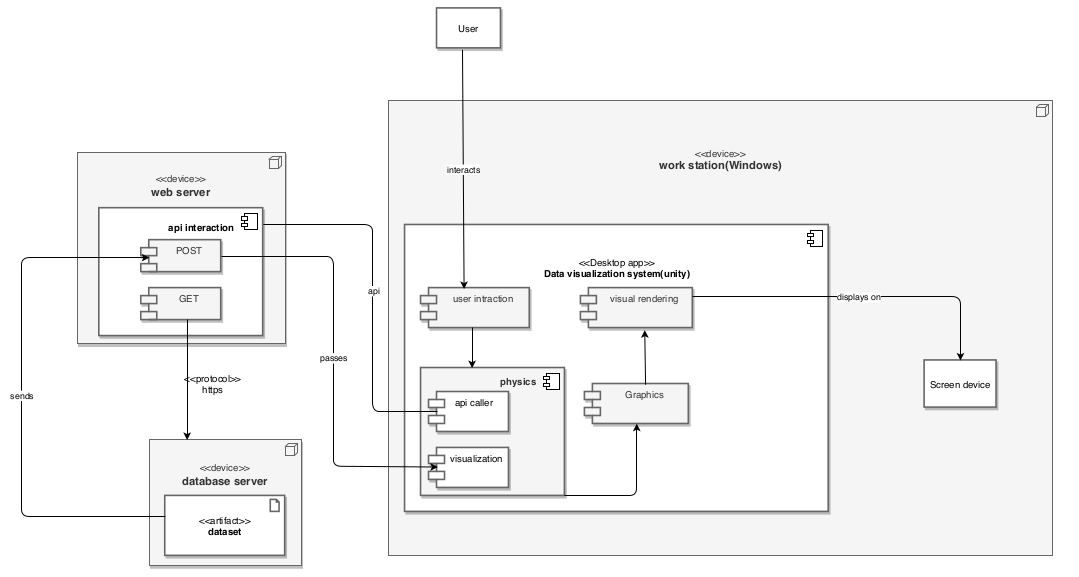 User
<<device>>
work station(Windows)
interacts
<<device>>
web server
api interaction
POST
GET
api
passes
<<protocol>>
https
sends
<<device>>
database server
<<artifact>>
dataset
<<Desktop app>>
Data visualization system(unity)
user intraction
visual rendering
displays on
physics
api caller
visualization
Graphics
Screen device